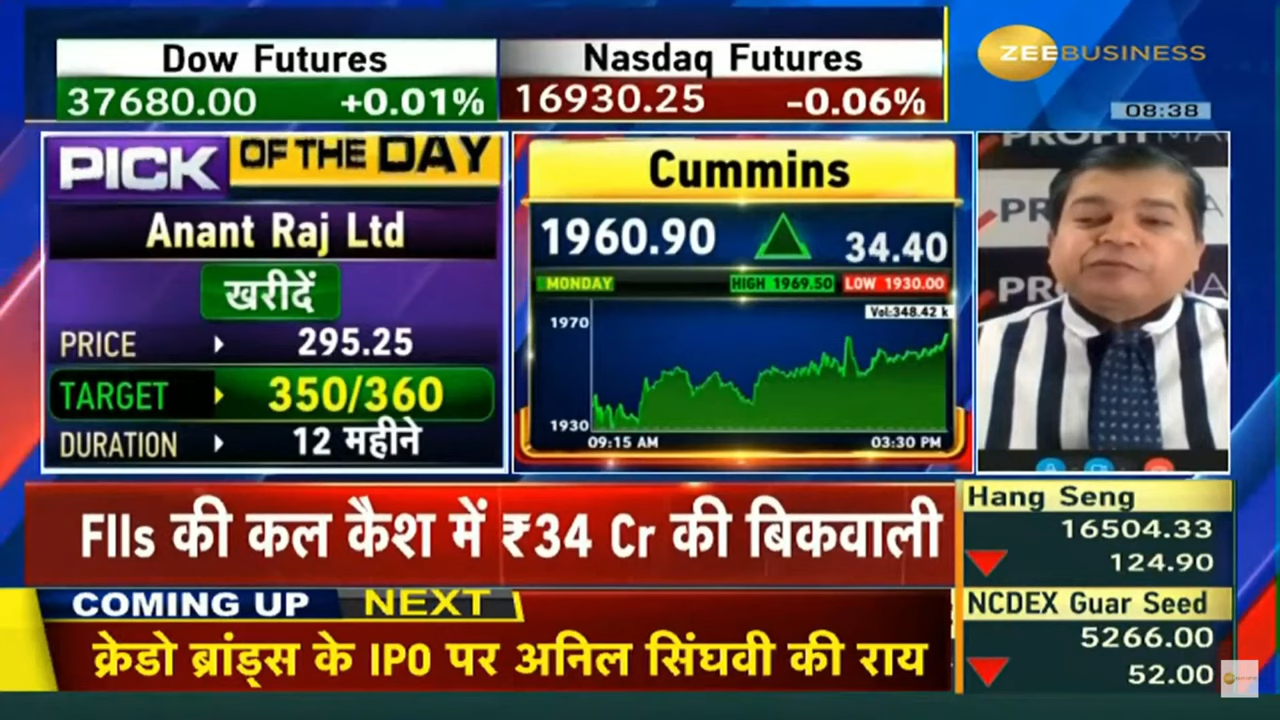 Dow Futures
37680.00 +0.01%
Nasdaq Futures
16930.25 -0.06%
ZEEBUSINESS
08:38
PICK OF THE DAY
Anant Raj Ltd
खरीदें
PRICE 295.25
TARGET 350/360
DURATION 12 महीने
Cummins
1960.90 34.40
MONDAY HIGH 1969.50 LOW 1930.00
Vol:348.42 k
1970
1930
09:15 AM 03:30 PM
PROFITMA
PR
PR
FIIs की कल कैश में ₹34 Cr की बिकवाली
COMING UP NEXT
क्रेडो ब्रांड्स के IPO पर अनिल सिंघवी की राय
Hang Seng
16504.33
124.90
NCDEX Guar Seed
5266.00
52.00